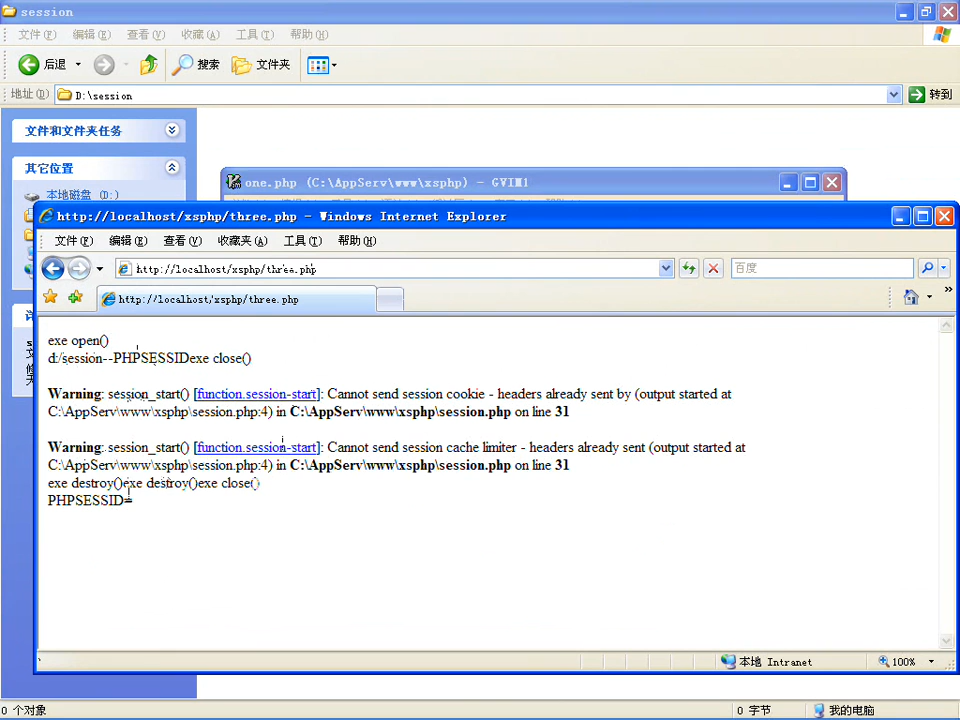 session
文件(F) 编辑(E) 查看(V) 收藏(A) 工具(T) 帮助(H)
后退 搜索 文件夹
地址(D) D:\session 转到
文件和文件夹任务
其它位置
本地磁盘 (D:)
one.php (C:\AppServ\www\xsphp) - GVIM1
http://localhost/xsphp/three.php - Windows Internet Explorer
文件(F) 编辑(E) 查看(V) 收藏夹(A) 工具(T) 帮助(H)
http://localhost/xsphp/three.php 百度
http://localhost/xsphp/three.php
exe open()
d:/session--PHPSESSIDexe close()
Warning: session_start() [function.session-start]: Cannot send session cookie - headers already sent by (output started at
C:\AppServ\www\xsphp\session.php:4) in C:\AppServ\www\xsphp\session.php on line 31
Warning: session_start() [function.session-start]: Cannot send session cache limiter - headers already sent (output started at
C:\AppServ\www\xsphp\session.php:4) in C:\AppServ\www\xsphp\session.php on line 31
exe destroy()exe destroy()exe close()
PHPSESSID=
本地 Intranet 100%
0 个对象 0 字节 我的电脑